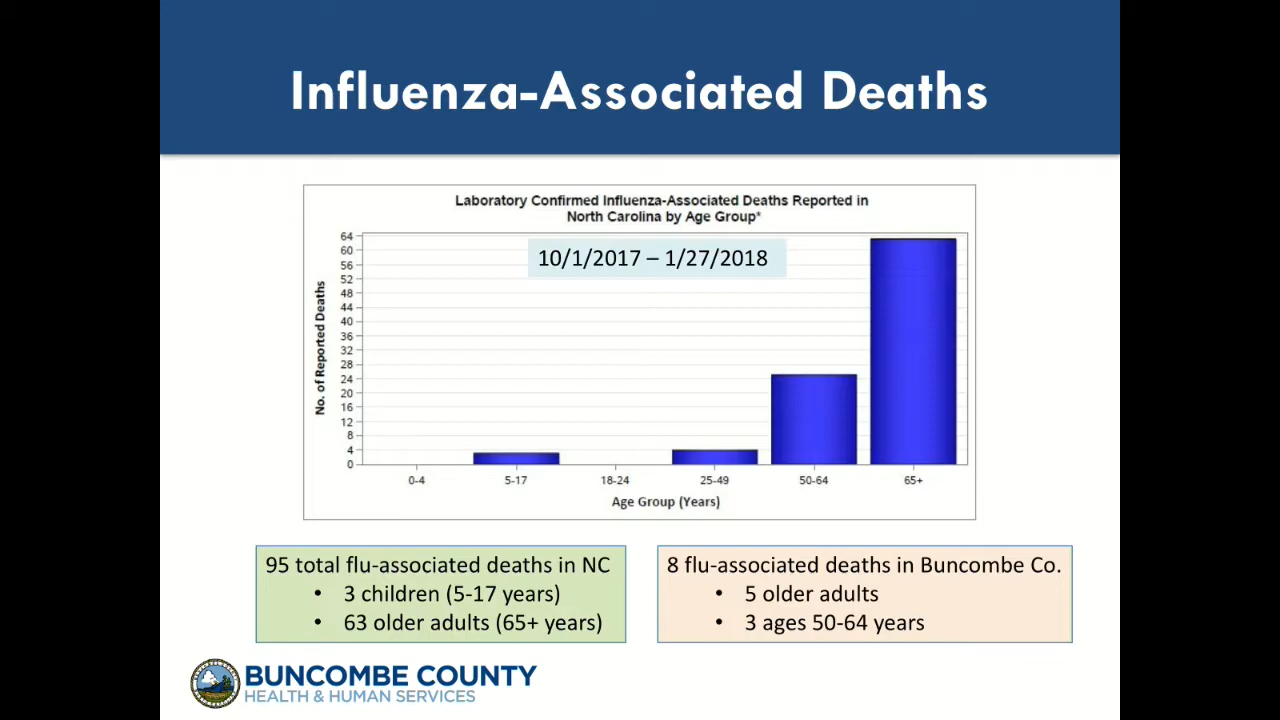 Influenza-Associated Deaths
Laboratory Confirmed Influenza-Associated Deaths Reported in
North Carolina by Age Group*
10/1/2017 – 1/27/2018
No. of Reported Deaths
64
60
56
52
48
44
40
36
32
28
24
20
16
12
8
4
0
0-4 5-17 18-24 25-49 50-64 65+
Age Group (Years)
95 total flu-associated deaths in NC
• 3 children (5-17 years)
• 63 older adults (65+ years)
8 flu-associated deaths in Buncombe Co.
• 5 older adults
• 3 ages 50-64 years
BUNCOMBE COUNTY
HEALTH & HUMAN SERVICES